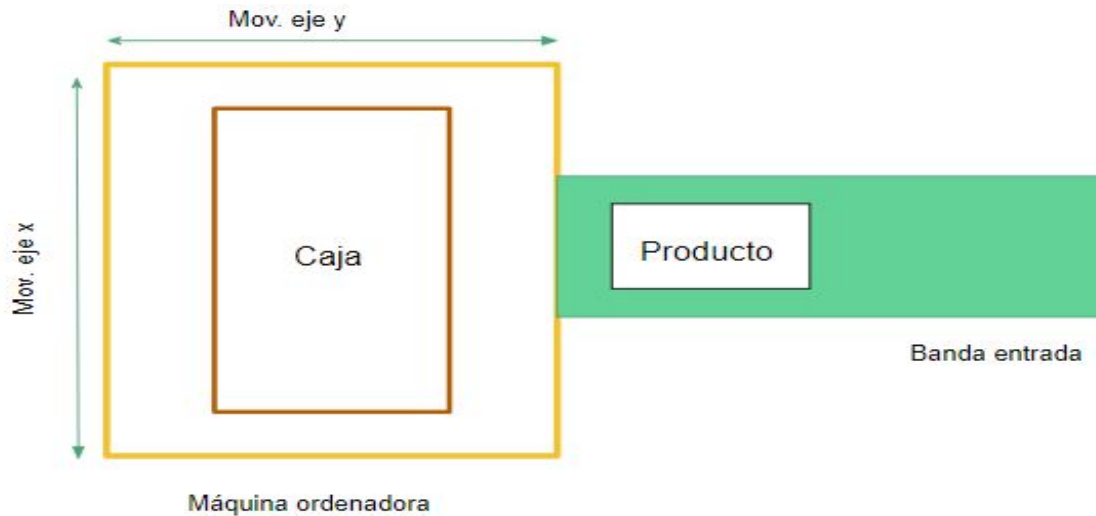 Mov. eje y
Mov. eje x
Caja
Producto
Banda entrada
Máquina ordenadora